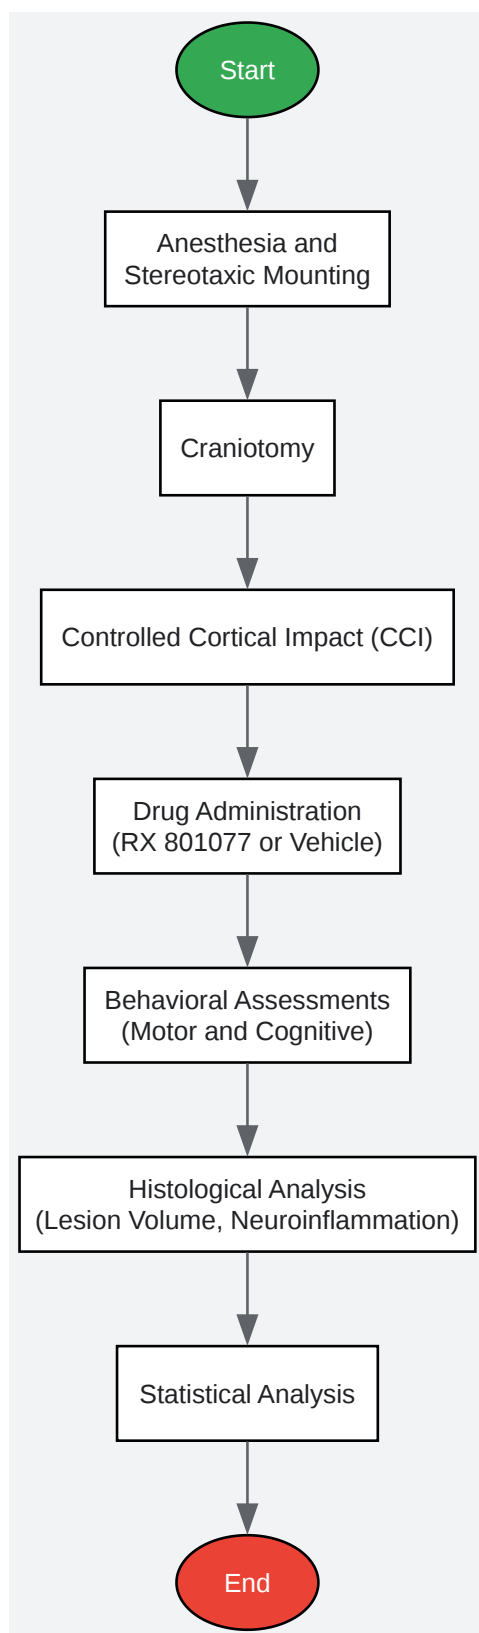 Start
Anesthesia and
Stereotaxic Mounting
Craniotomy
Controlled Cortical Impact (CCI)
Drug Administration
(RX 801077 or Vehicle)
Behavioral Assessments
(Motor and Cognitive)
Histological Analysis
(Lesion Volume, Neuroinflammation)
Statistical Analysis
End